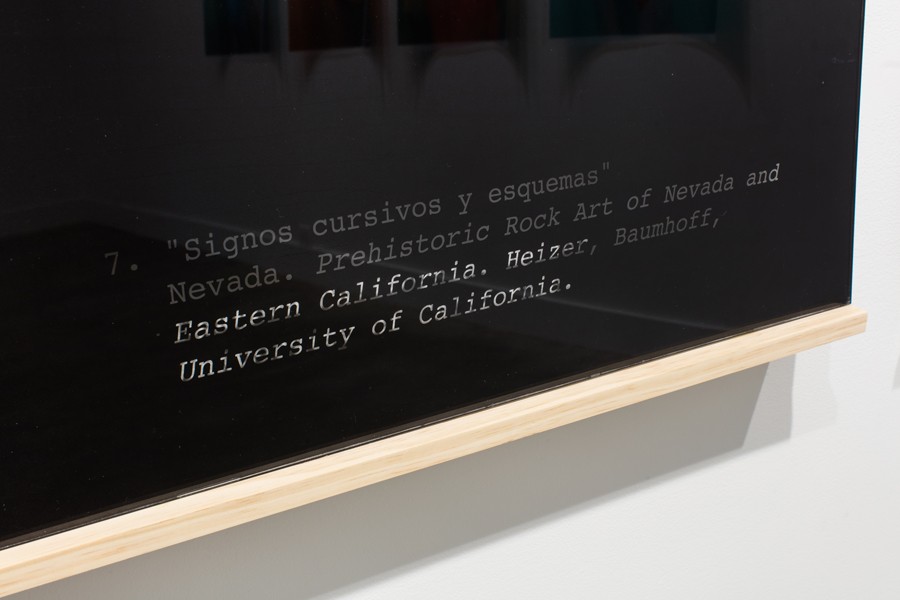 7. "Signos cursivos y esquemas"
Nevada. Prehistoric Rock Art of Nevada and
Eastern California. Heizer, Baumhoff,
University of California.